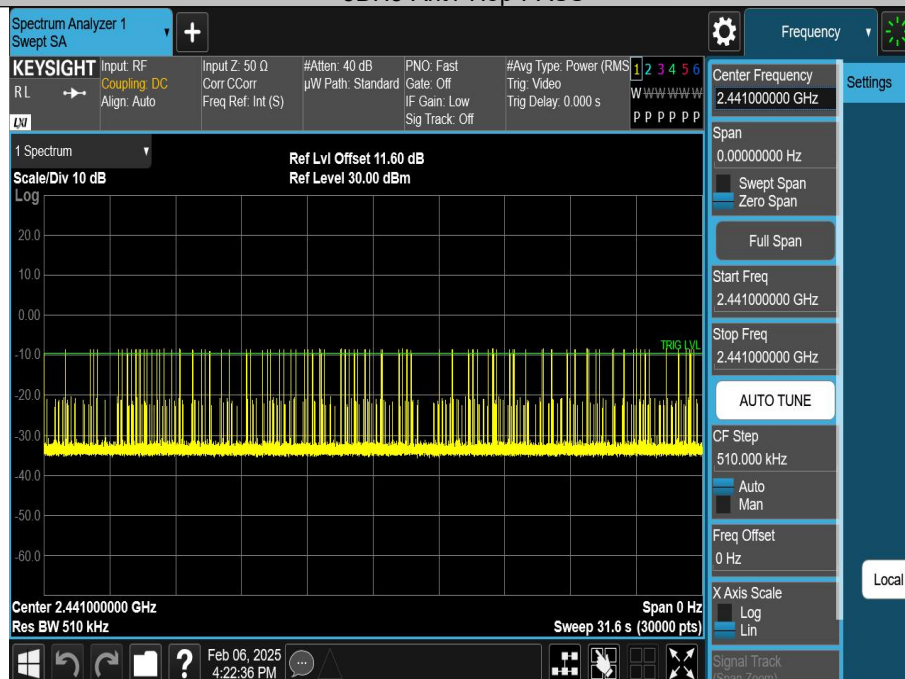 Spectrum Analyzer 1
Swept SA
Frequency
KEYSIGHT
R L
LXI
Input: RF
Coupling: DC
Align: Auto
Input Z: 50 Ω
Corr CCorr
Freq Ref: Int (S)
#Atten: 40 dB
µW Path: Standard
PNO: Fast
Gate: Off
IF Gain: Low
Sig Track: Off
#Avg Type: Power (RMS
Trig: Video
Trig Delay: 0.000 s
1 2 3 4 5 6
W W W W W W
P P P P P P
Center Frequency
2.441000000 GHz
Settings
Span
0.00000000 Hz
Swept Span
Zero Span
Full Span
Start Freq
2.441000000 GHz
Stop Freq
2.441000000 GHz
AUTO TUNE
CF Step
510.000 kHz
Auto
Man
Freq Offset
0 Hz
X Axis Scale
Log
Lin
Signal Track
(Span Zoom)
Local
1 Spectrum
Scale/Div 10 dB
Log
Ref Lvl Offset 11.60 dB
Ref Level 30.00 dBm
20.0
10.0
0.00
-10.0
TRIG LVL
-20.0
-30.0
-40.0
-50.0
-60.0
Center 2.441000000 GHz
Res BW 510 kHz
Span 0 Hz
Sweep 31.6 s (30000 pts)
?
Feb 06, 2025
4:22:36 PM